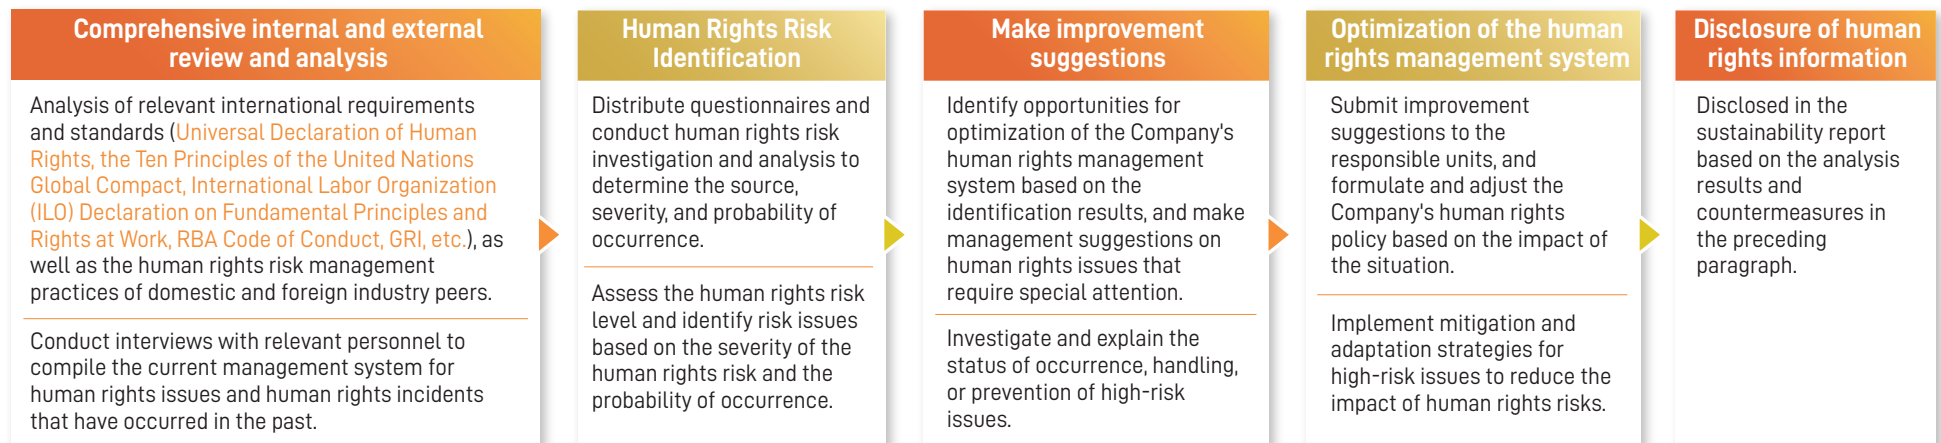 Comprehensive internal and external
review and analysis
Analysis of relevant international requirements
and standards (Universal Declaration of Human
Rights, the Ten Principles of the United Nations
Global Compact, International Labor Organization
(ILO) Declaration on Fundamental Principles and
Rights at Work, RBA Code of Conduct, GRI, etc.), as
well as the human rights risk management
practices of domestic and foreign industry peers.
Conduct interviews with relevant personnel to
compile the current management system for
human rights issues and human rights incidents
that have occurred in the past.
Human Rights Risk
Identification
Distribute questionnaires and
conduct human rights risk
investigation and analysis to
determine the source,
severity, and probability of
occurrence.
Assess the human rights risk
level and identify risk issues
based on the severity of the
human rights risk and the
probability of occurrence.
Make improvement
suggestions
Identify opportunities for
optimization of the Company's
human rights management
system based on the
identification results, and make
management suggestions on
human rights issues that
require special attention.
Investigate and explain the
status of occurrence, handling,
or prevention of high-risk
issues.
Optimization of the human
rights management system
Submit improvement
suggestions to the
responsible units, and
formulate and adjust the
Company's human rights
policy based on the impact of
the situation.
Implement mitigation and
adaptation strategies for
high-risk issues to reduce the
impact of human rights risks.
Disclosure of human
rights information
Disclosed in the
sustainability report
based on the analysis
results and
countermeasures in
the preceding
paragraph.